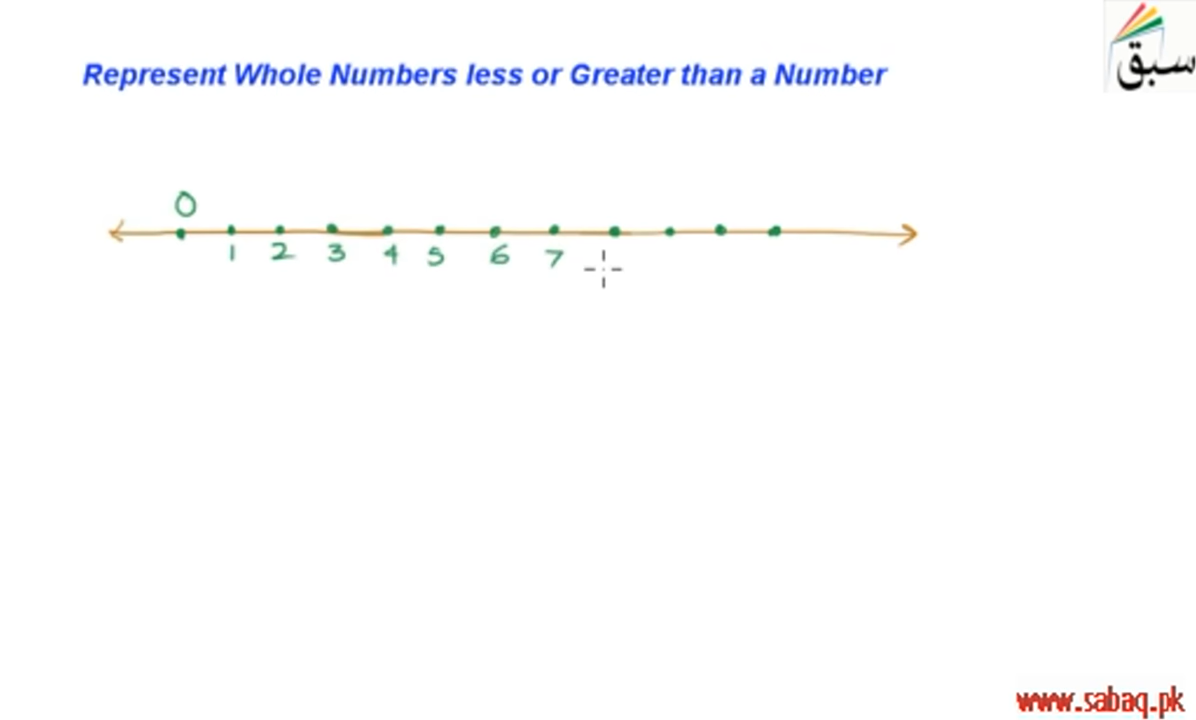 سبق
Represent Whole Numbers less or Greater than a Number
0
1 2 3 4 5 6 7
www.sabaq.pk